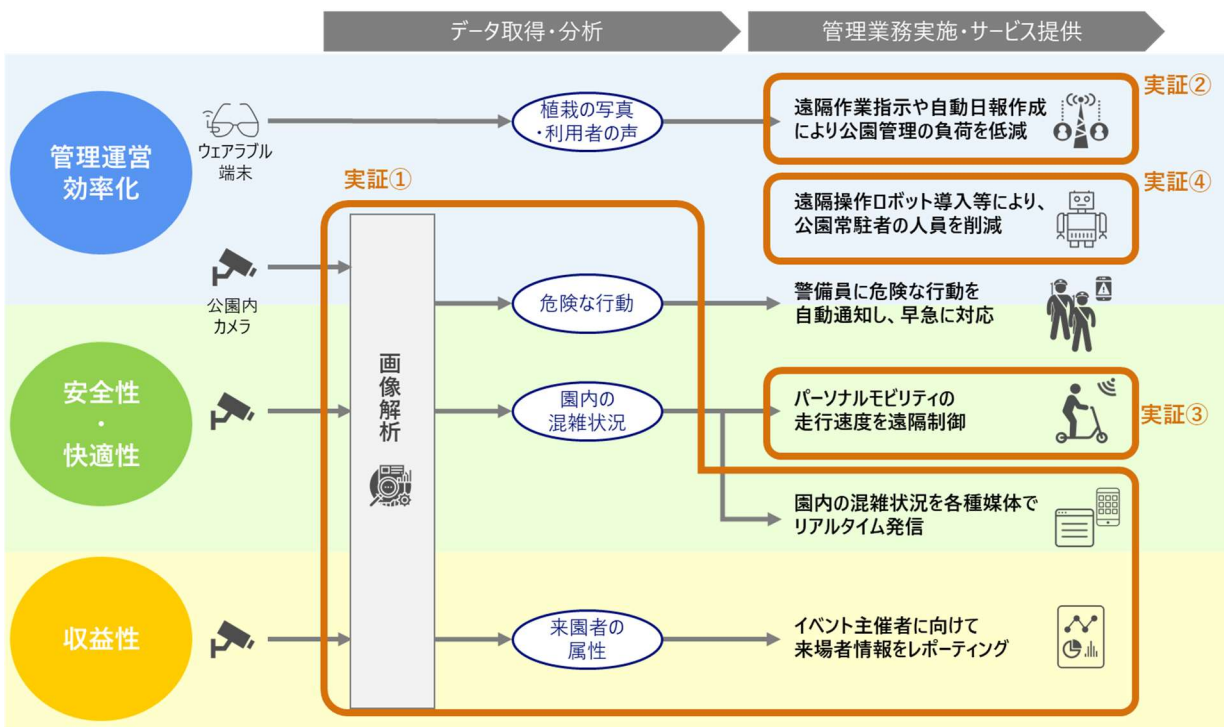 データ取得・分析
管理業務実施・サービス提供
管理運営
効率化
ウェアラブル
端末
植栽の写真
・利用者の声
遠隔作業指示や自動日報作成
により公園管理の負荷を低減
実証②
実証①
遠隔操作ロボット導入等により、
公園常駐者の人員を削減
実証④
公園内
カメラ
危険な行動
警備員に危険な行動を
自動通知し、早急に対応
安全性
・
快適性
画像解析
園内の
混雑状況
パーソナルモビリティの
走行速度を遠隔制御
実証③
園内の混雑状況を各種媒体で
リアルタイム発信
収益性
来園者の
属性
イベント主催者に向けて
来場者情報をレポーティング